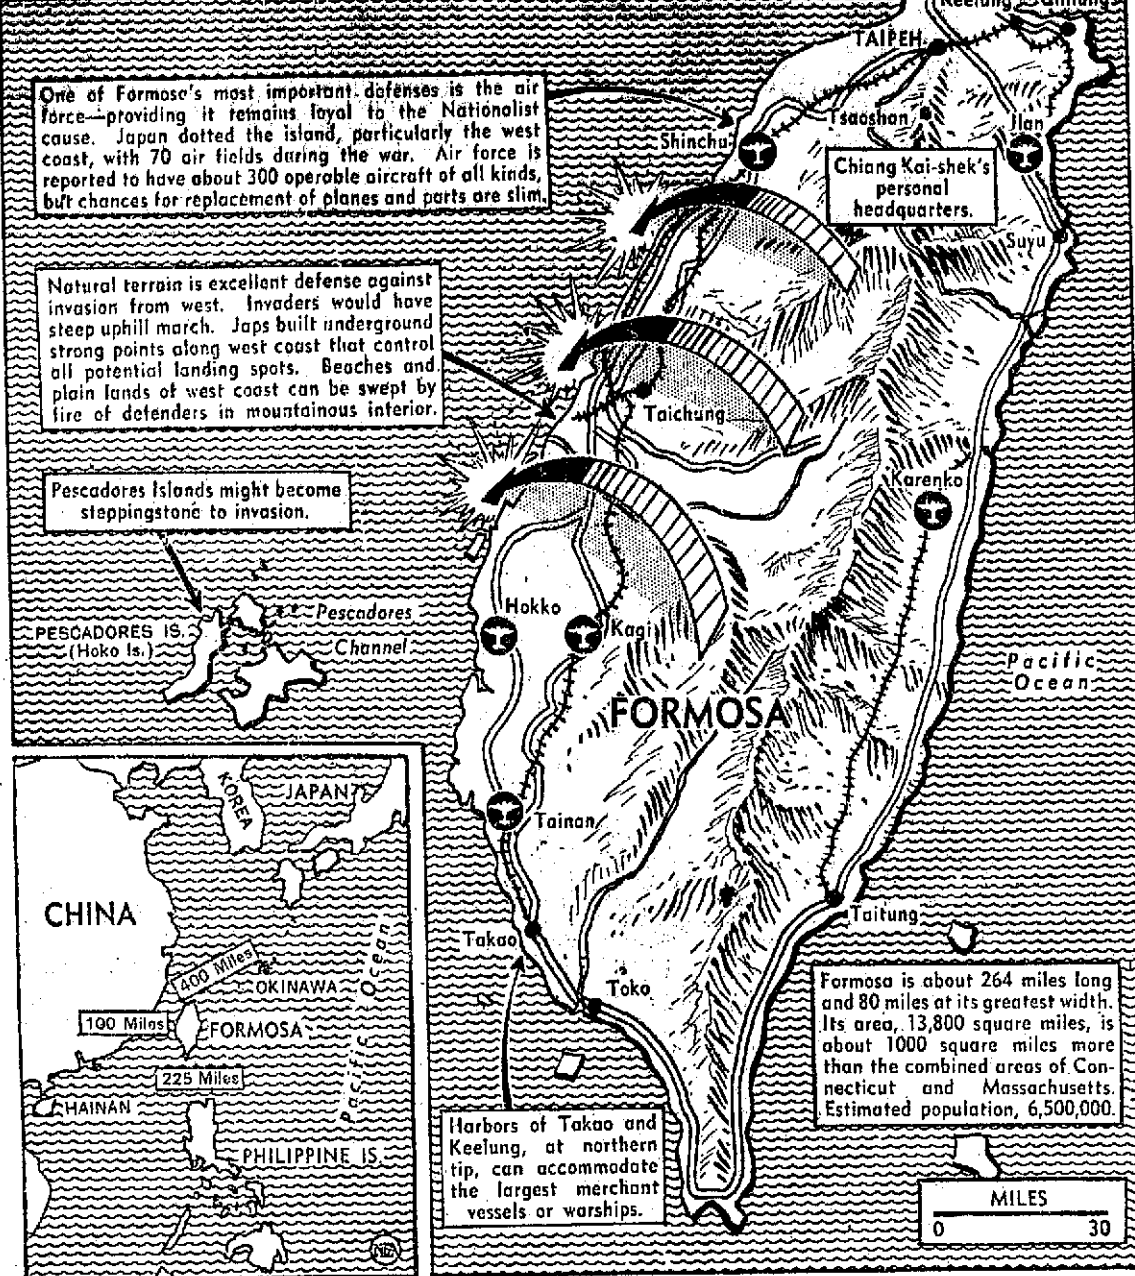 Keelung
TAIPEH
One of Formosa's most important defenses is the air
force—providing it remains loyal to the Nationalist
cause. Japan dotted the island, particularly the west
coast, with 70 air fields during the war. Air force is
reported to have about 300 operable aircraft of all kinds,
but chances for replacement of planes and parts are slim.
Shinchu
Tsaoshan
Ilan
Chiang Kai-shek's
personal
headquarters.
Suyu
Natural terrain is excellent defense against
invasion from west. Invaders would have
steep uphill march. Japs built underground
strong points along west coast that control
all potential landing spots. Beaches and
plain lands of west coast can be swept by
fire of defenders in mountainous interior.
Taichung
Karenko
Pescadores Islands might become
steppingstone to invasion.
PESCADORES IS.
(Hoko Is.)
Pescadores
Channel
Hokko
Kagi
Pacific
Ocean
FORMOSA
Tainan
Taitung
Takao
Toko
KOREA
JAPAN
CHINA
400 Miles
OKINAWA
100 Miles
FORMOSA
225 Miles
HAINAN
PHILIPPINE IS.
Pacific Ocean
NEA
Formosa is about 264 miles long
and 80 miles at its greatest width.
Its area, 13,800 square miles, is
about 1000 square miles more
than the combined areas of Con-
necticut and Massachusetts.
Estimated population, 6,500,000.
Harbors of Takao and
Keelung, at northern
tip, can accommodate
the largest merchant
vessels or warships.
MILES
0 30